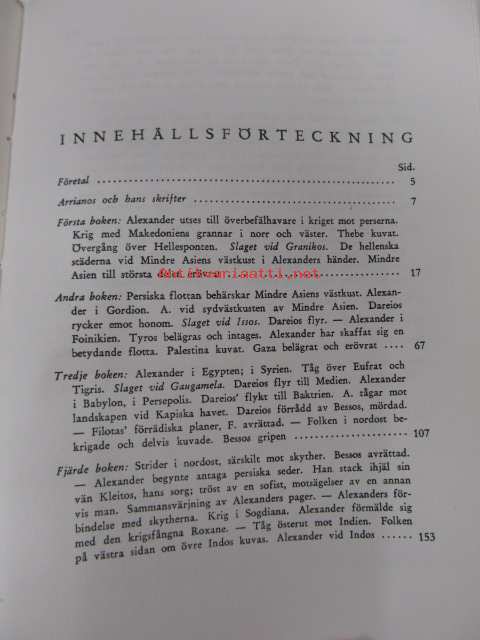 INNEHÅLLSFÖRTECKNING
Sid.
Företal 5
Arrianos och hans skrifter 7
Första boken: Alexander utses till överbefälhavare i kriget mot perserna.
Krig med Makedoniens grannar i norr och väster. Thebe kuvat.
Övergång över Hellesponten. Slaget vid Granikos. De hellenska
städerna vid Mindre Asiens västkust i Alexanders händer. Mindre
Asien till största delen erövra 17
Andra boken: Persiska flottan behärskar Mindre Asiens västkust. Alexan-
der i Gordion. A. vid sydvästkusten av Mindre Asien. Dareios
rycker emot honom. Slaget vid Issos. Dareios flyr. — Alexander i
Foinikien. Tyros belägras och intages. Alexander har skaffat sig en
betydande flotta. Palestina kuvat. Gaza belägrat och erövrat .... 67
Tredje boken: Alexander i Egypten; i Syrien. Tåg över Eufrat och
Tigris. Slaget vid Gaugamela. Dareios flyr till Medien. Alexander
i Babylon, i Persepolis. Dareios' flykt till Baktrien. A. tågar mot
landskapen vid Kapiska havet. Dareios förrådd av Bessos, mördad.
— Filotas' förrädiska planer, F. avrättad. — Folken i nordost be-
krigade och delvis kuvade. Bessos gripen 107
Fjärde boken: Strider i nordost, särskilt mot skyther. Bessos avrättad.
— Alexander begynte antaga persiska seder. Han stack ihjäl sin
vän Kleitos, hans sorg; tröst av en sofist, motsägelser av en annan
vis man. Sammansvärjning av Alexanders pager. — Alexanders för-
bindelse med skytherna. Krig i Sogdiana. Alexander förmälde sig
med den krigsfångna Roxane. — Tåg österut mot Indien. Folken
på västra sidan om övre Indos kuvas. Alexander vid Indos ...... 153